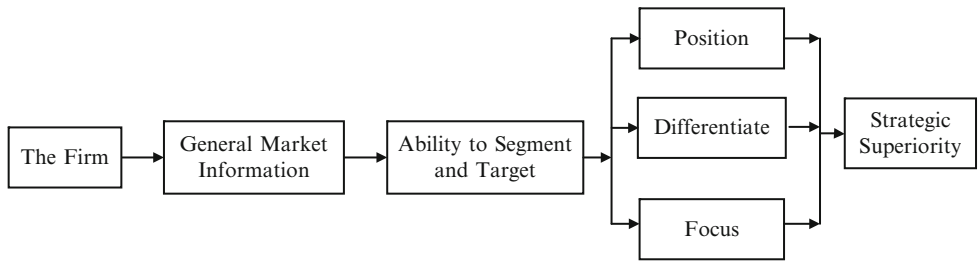 The Firm
General Market
Information
Ability to Segment
and Target
Position
Differentiate
Focus
Strategic
Superiority